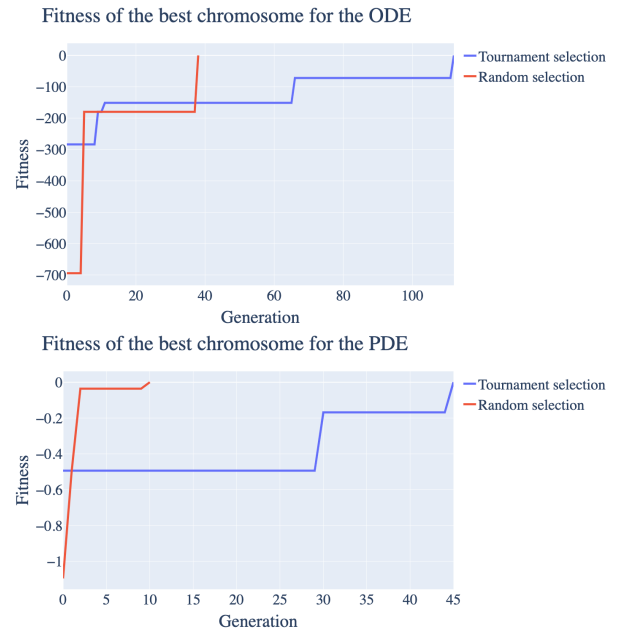 Fitness of the best chromosome for the ODE
0
Tournament selection
−100
Random selection
−200
−300
Fitness
−400
−500
−600
−700
0 20 40 60 80 100
Generation
Fitness of the best chromosome for the PDE
0
Tournament selection
Random selection
−0.2
−0.4
Fitness
−0.6
−0.8
−1
0 5 10 15 20 25 30 35 40 45
Generation